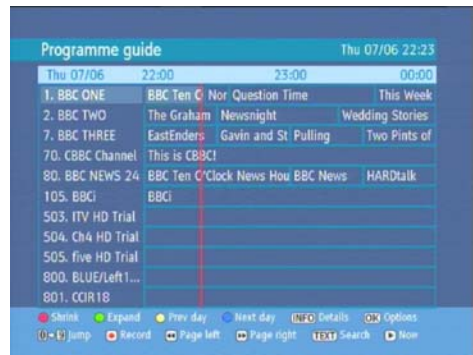 Programme guide Thu 07/06 22:23
Thu 07/06 22:00 23:00 00:00
1. BBC ONE BBC Ten O Nor Question Time This Week
2. BBC TWO The Graham Newsnight Wedding Stories
7. BBC THREE EastEnders Gavin and St Pulling Two Pints of
70. CBBC Channel This is CBBC!
80. BBC NEWS 24 BBC Ten O'Clock News Hou BBC News HARDtalk
105. BBCi BBCi
503. ITV HD Trial
504. Ch4 HD Trial
505. five HD Trial
800. BLUE/Left1...
801. CCIR18
Shrink Expand Prev day Next day INFO Details OK Options
0 - 9 Jump Record Page left Page right TEXT Search Now